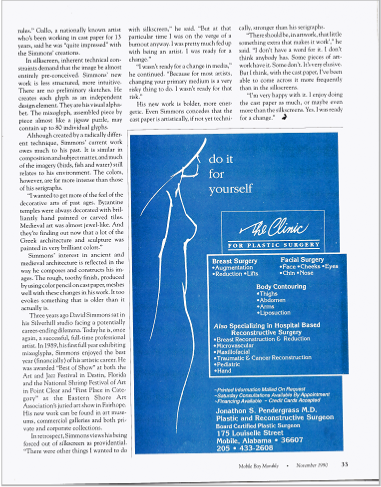 rules." Gallo, a nationally known artist
who's been working in cast paper for 13
years, said he was "quite impressed" with
the Simmons' creations.
In silkscreen, inherent technical con-
straints demand that the image be almost
entirely pre-conceived. Simmons' new
work is less structured, more intuitive.
There are no preliminary sketches. He
creates each glyph as an independent
design element. They are his visual alpha-
bet. The mixoglyph, assembled piece by
piece almost like a jigsaw puzzle, may
contain up to 80 individual glyphs.
Although created by a radically differ-
ent technique, Simmons' current work
owes much to his past. It is similar in
composition and subject matter, and much
of the imagery (birds, fish and water) still
relates to his environment. The colors,
however, are far more intense than those
of his serigraphs.
"I wanted to get more of the feel of the
decorative arts of past ages. Byzantine
temples were always decorated with bril-
liantly hand painted or carved tiles.
Medieval art was almost jewel-like. And
they're finding out now that a lot of the
Greek architecture and sculpture was
painted in very brilliant colors."
Simmons' interest in ancient and
medieval architecture is reflected in the
way he composes and constructs his im-
ages. The rough, toothy finish, produced
by using color pencil on cast paper, meshes
well with these changes in his work. It too
evokes something that is older than it
actually is.
Three years ago David Simmons sat in
his Silverhill studio facing a potentially
career-ending dilemma. Today he is, once
again, a successful, full-time professional
artist. In 1989, his first full year exhibiting
mixoglyphs, Simmons enjoyed the best
year (financially) of his artistic career. He
was awarded "Best of Show" at both the
Art and Jazz Festival in Destin, Florida
and the National Shrimp Festival of Art
in Point Clear and "First Place in Cate-
gory" at the Eastern Shore Art
Association's juried art show in Fairhope.
His new work can be found in art muse-
ums, commercial galleries and both pri-
vate and corporate collections.
In retrospect, Simmons views his being
forced out of silkscreen as providential.
"There were other things I wanted to do
with silkscreen," he said. "But at that
particular time I was on the verge of a
burnout anyway. I was pretty much fed up
with being an artist. I was ready for a
change."
"I wasn't ready for a change in media,"
he continued. "Because for most artists,
changing your primary medium is a very
risky thing to do. I wasn't ready for that
risk."
His new work is bolder, more ener-
getic. Even Simmons concedes that the
cast paper is artistically, if not yet techni-
cally, stronger than his serigraphs.
"There should be, in artwork, that little
something extra that makes it work," he
said. "I don't have a word for it. I don't
think anybody has. Some pieces of art-
work have it. Some don't. It's very elusive.
But I think, with the cast paper, I've been
able to come across it more frequently
than in the silkscreens.
"I'm very happy with it. I enjoy doing
the cast paper as much, or maybe even
more than the silkscreens. Yes, I was ready
for a change."
do it
for
yourself
The Clinic
FOR PLASTIC SURGERY
Breast Surgery
•Augmentation
•Reduction •Lifts
Facial Surgery
•Face •Cheeks •Eyes
•Chin •Nose
Body Contouring
•Thighs
•Abdomen
•Arms
•Liposuction
Also Specializing in Hospital Based
Reconstructive Surgery
•Breast Reconstruction & Reduction
•Microvascular
•Maxillofacial
•Traumatic & Cancer Reconstruction
•Pediatric
•Hand
-Printed Information Mailed On Request
-Saturday Consultations Available By Appointment
-Financing Available - Credit Cards Accepted
Jonathon S. Pendergrass M.D.
Plastic and Reconstructive Surgeon
Board Certified Plastic Surgeon
175 Louiselle Street
Mobile, Alabama • 36607
205 • 433-2608
Mobile Bay Monthly • November 1990 35